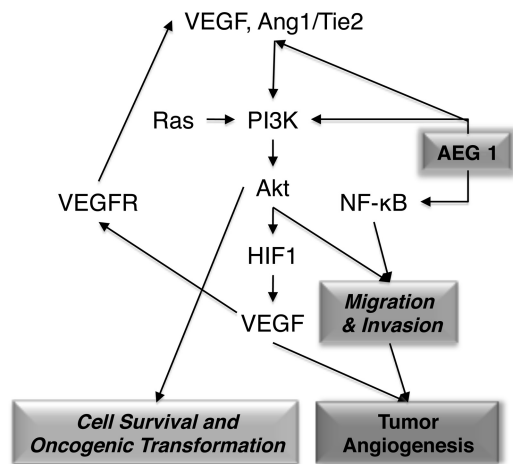 VEGF, Ang1/Tie2
Ras
PI3K
AEG 1
VEGFR
Akt
NF-κB
HIF1
Migration
& Invasion
VEGF
Cell Survival and
Oncogenic Transformation
Tumor
Angiogenesis